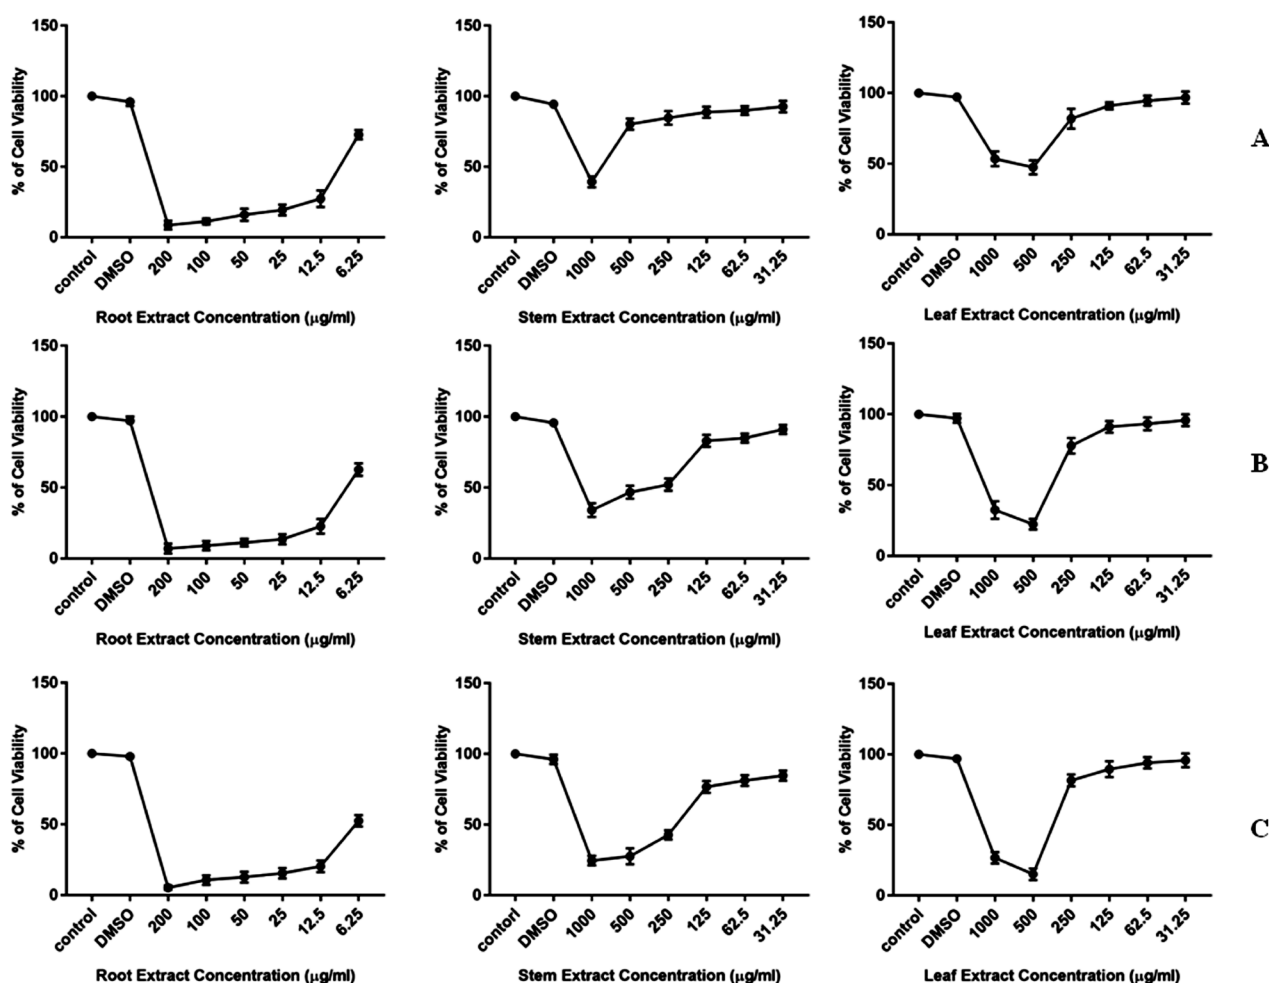 % of Cell Viability
150
100
50
0
control
DMSO
200
100
50
25
12.5
6.25
Root Extract Concentration (μg/ml)
% of Cell Viability
150
100
50
0
control
DMSO
1000
500
250
125
62.5
31.25
Stem Extract Concentration (μg/ml)
% of Cell Viability
150
100
50
0
control
DMSO
1000
500
250
125
62.5
31.25
Leaf Extract Concentration (μg/ml)
A
% of Cell Viability
150
100
50
0
control
DMSO
200
100
50
25
12.5
6.25
Root Extract Concentration (μg/ml)
% of Cell Viability
150
100
50
0
control
DMSO
1000
500
250
125
62.5
31.25
Stem Extract Concentration (μg/ml)
% of Cell Viability
150
100
50
0
contol
DMSO
1000
500
250
125
62.5
31.25
Leaf Extract Concentration (μg/ml)
B
% of Cell Viability
150
100
50
0
control
DMSO
200
100
50
25
12.5
6.25
Root Extract Concentration (μg/ml)
% of Cell Viability
150
100
50
0
contorl
DMSO
1000
500
250
125
62.5
31.25
Stem Extract Concentration (μg/ml)
% of Cell Viability
150
100
50
0
control
DMSO
1000
500
250
125
62.5
31.25
Leaf Extract Concentration (μg/ml)
C